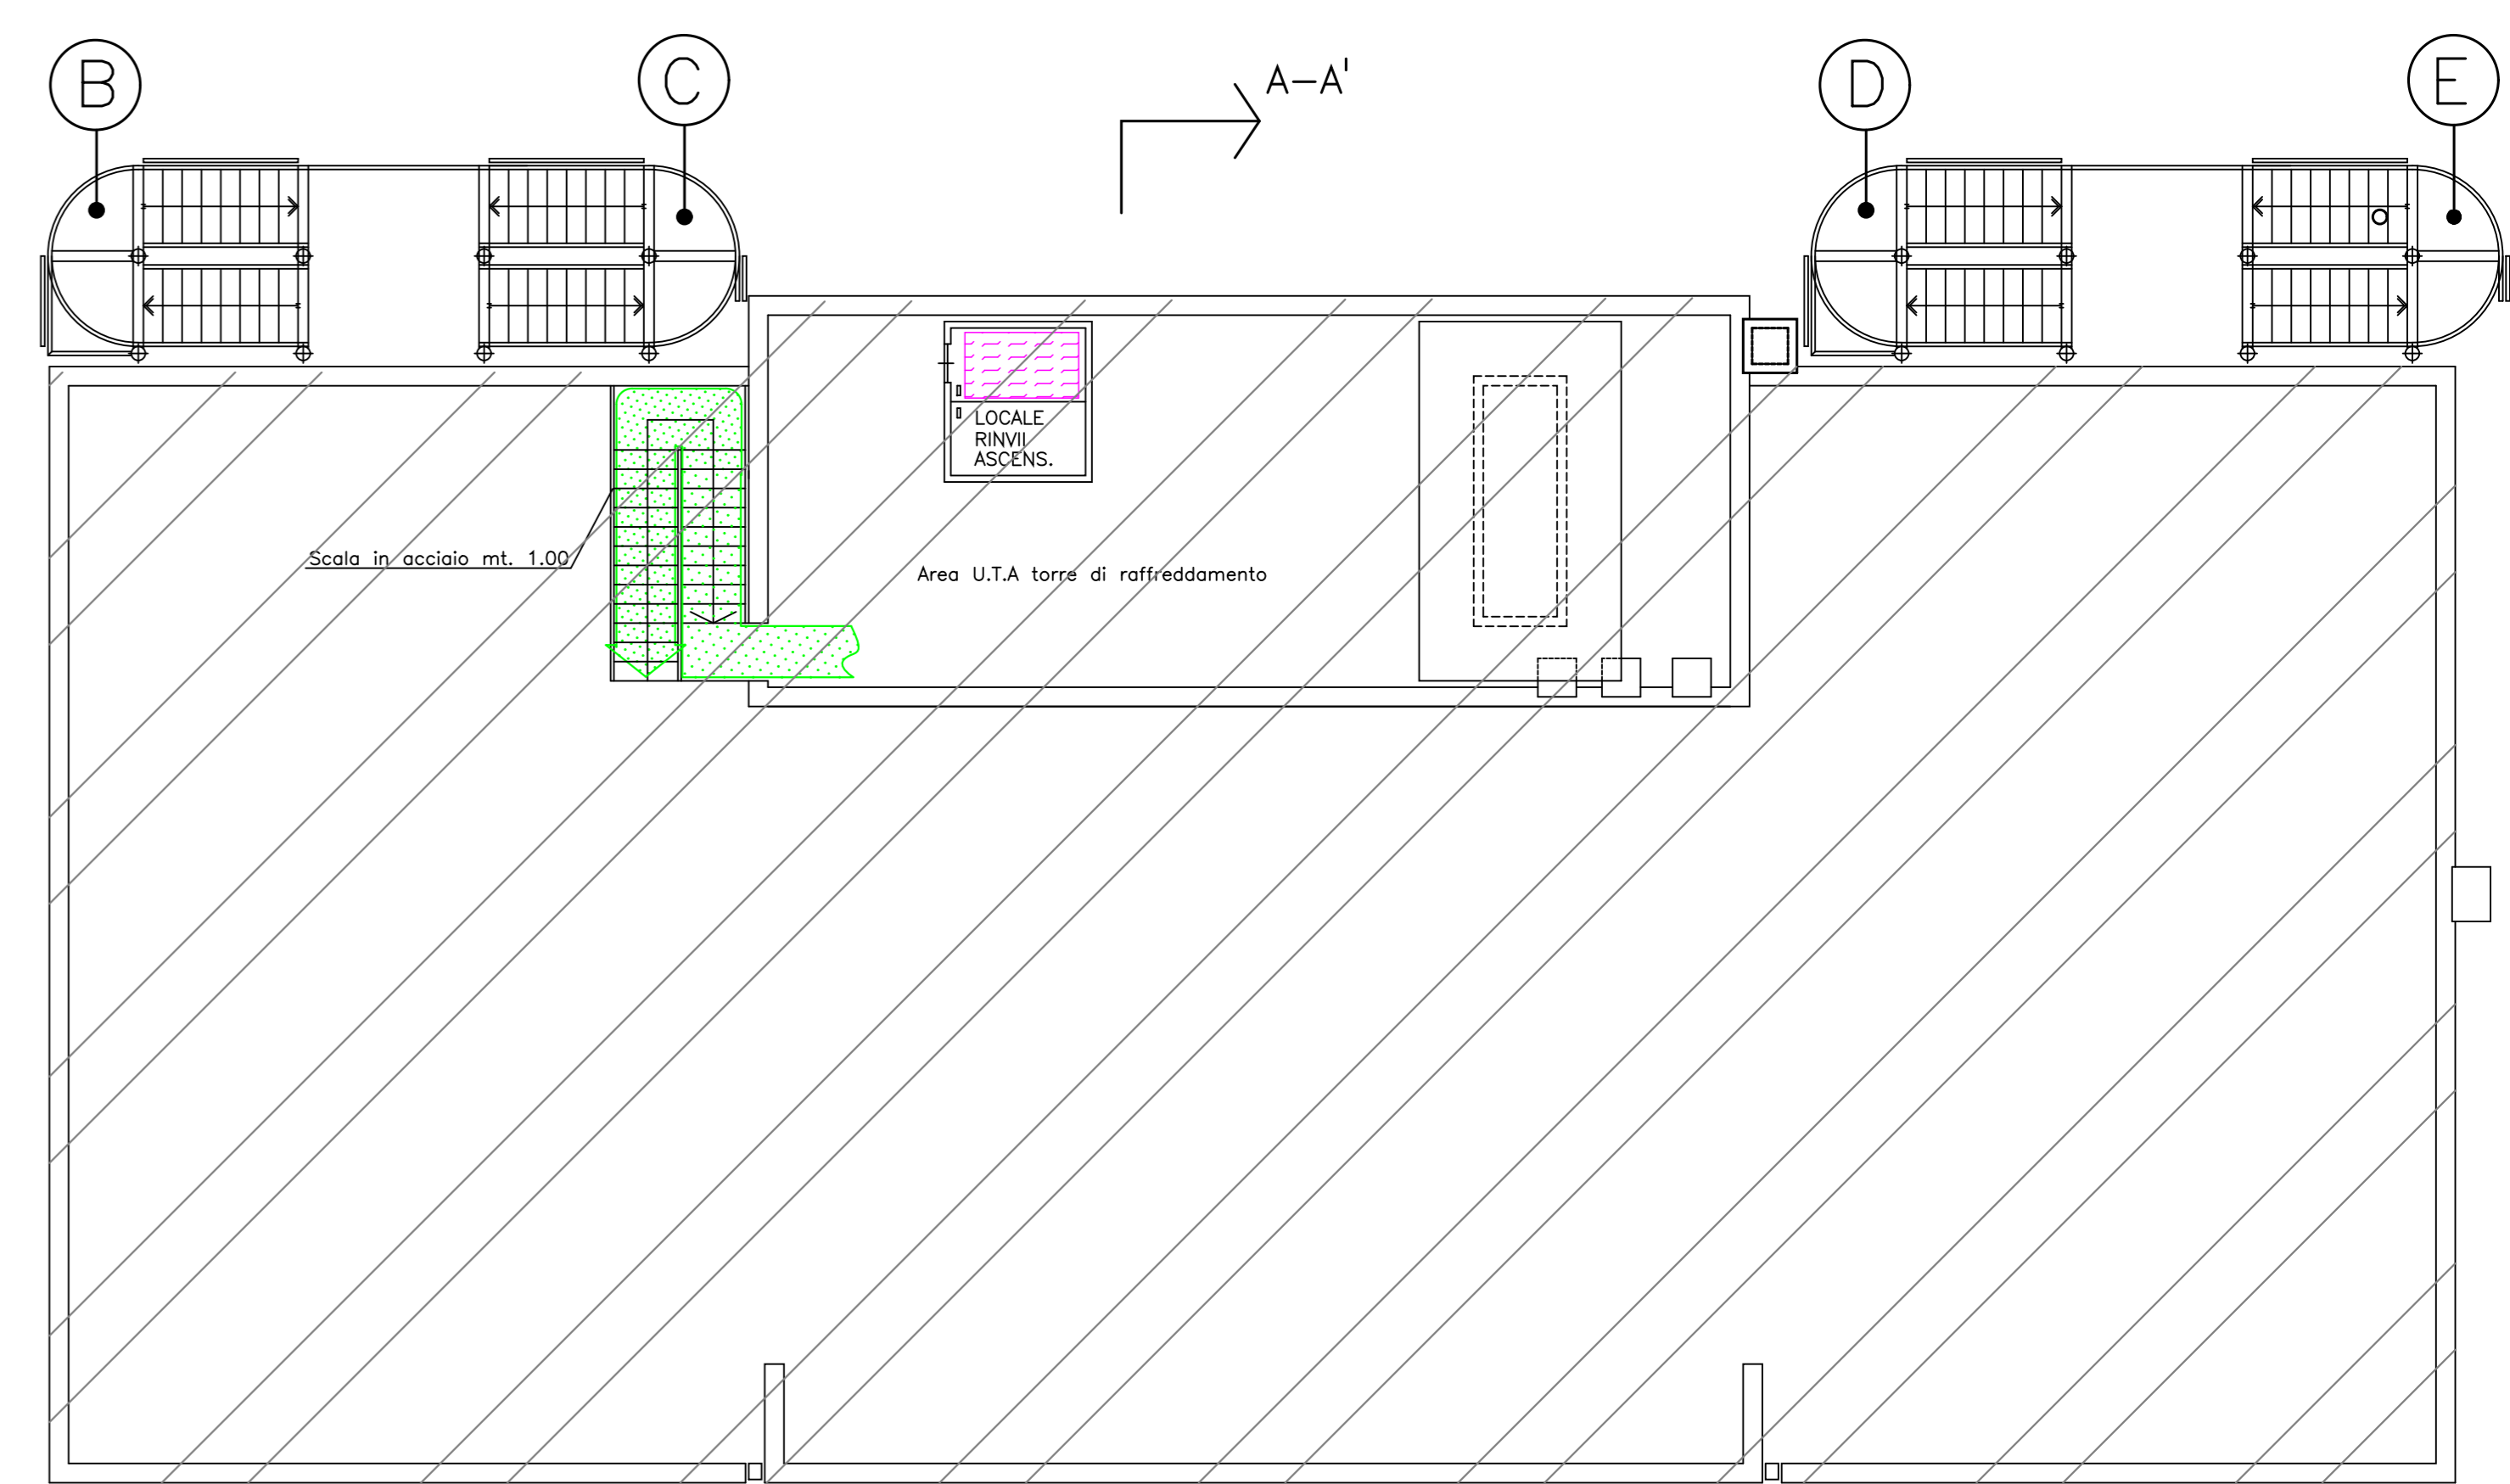 B
C
A-A'
D
E
LOCALE
RINVII
ASCENS.
Scala in acciaio mt. 1.00
Area U.T.A torre di raffreddamento